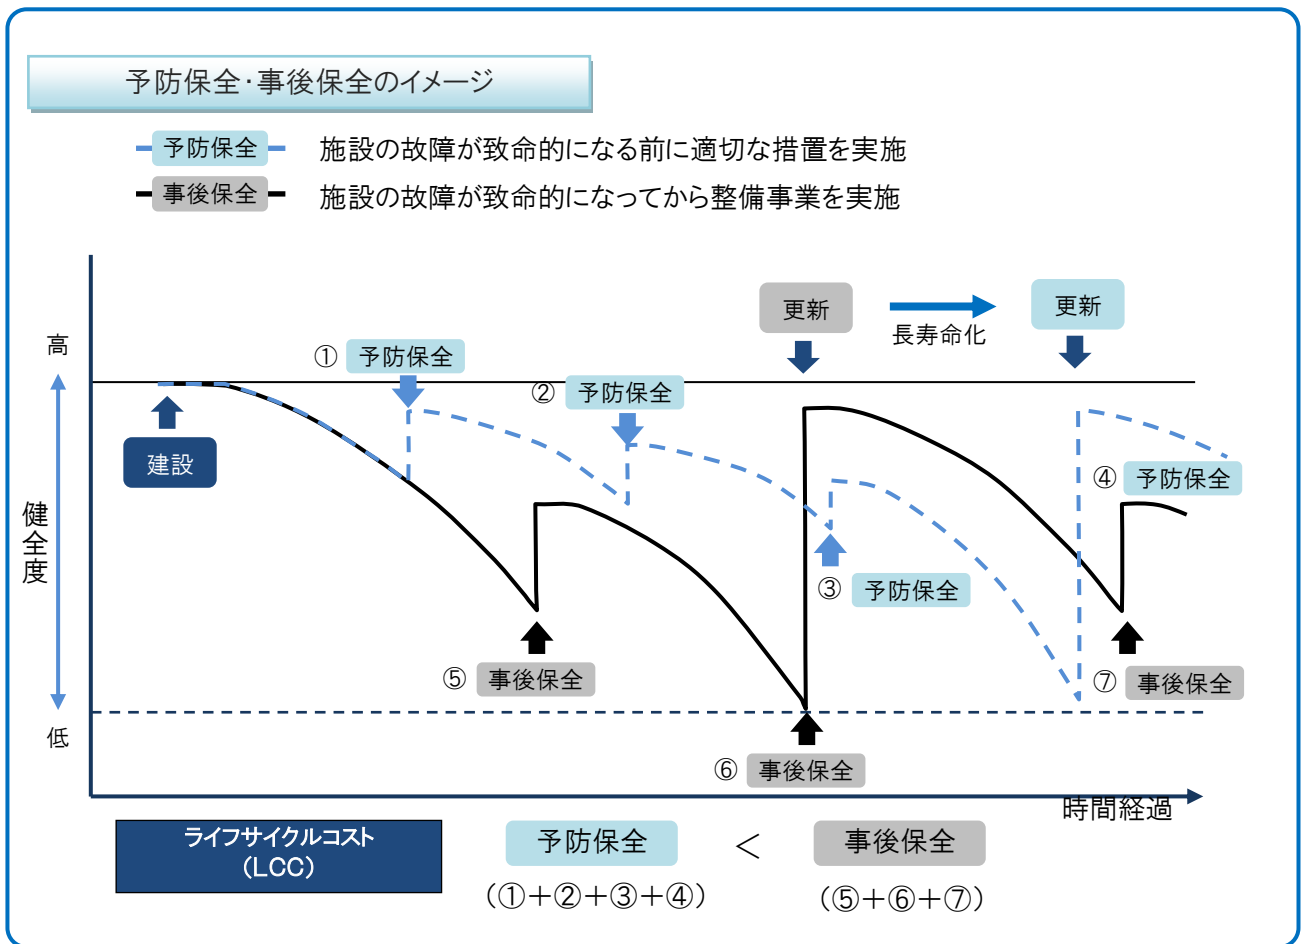 予防保全・事後保全のイメージ
予防保全 施設の故障が致命的になる前に適切な措置を実施
事後保全 施設の故障が致命的になってから整備事業を実施
更新
長寿命化
更新
高
① 予防保全
② 予防保全
建設
④ 予防保全
健全度
③ 予防保全
⑤ 事後保全
⑦ 事後保全
低
⑥ 事後保全
時間経過
ライフサイクルコスト
(LCC)
予防保全 < 事後保全
(①+②+③+④) (⑤+⑥+⑦)